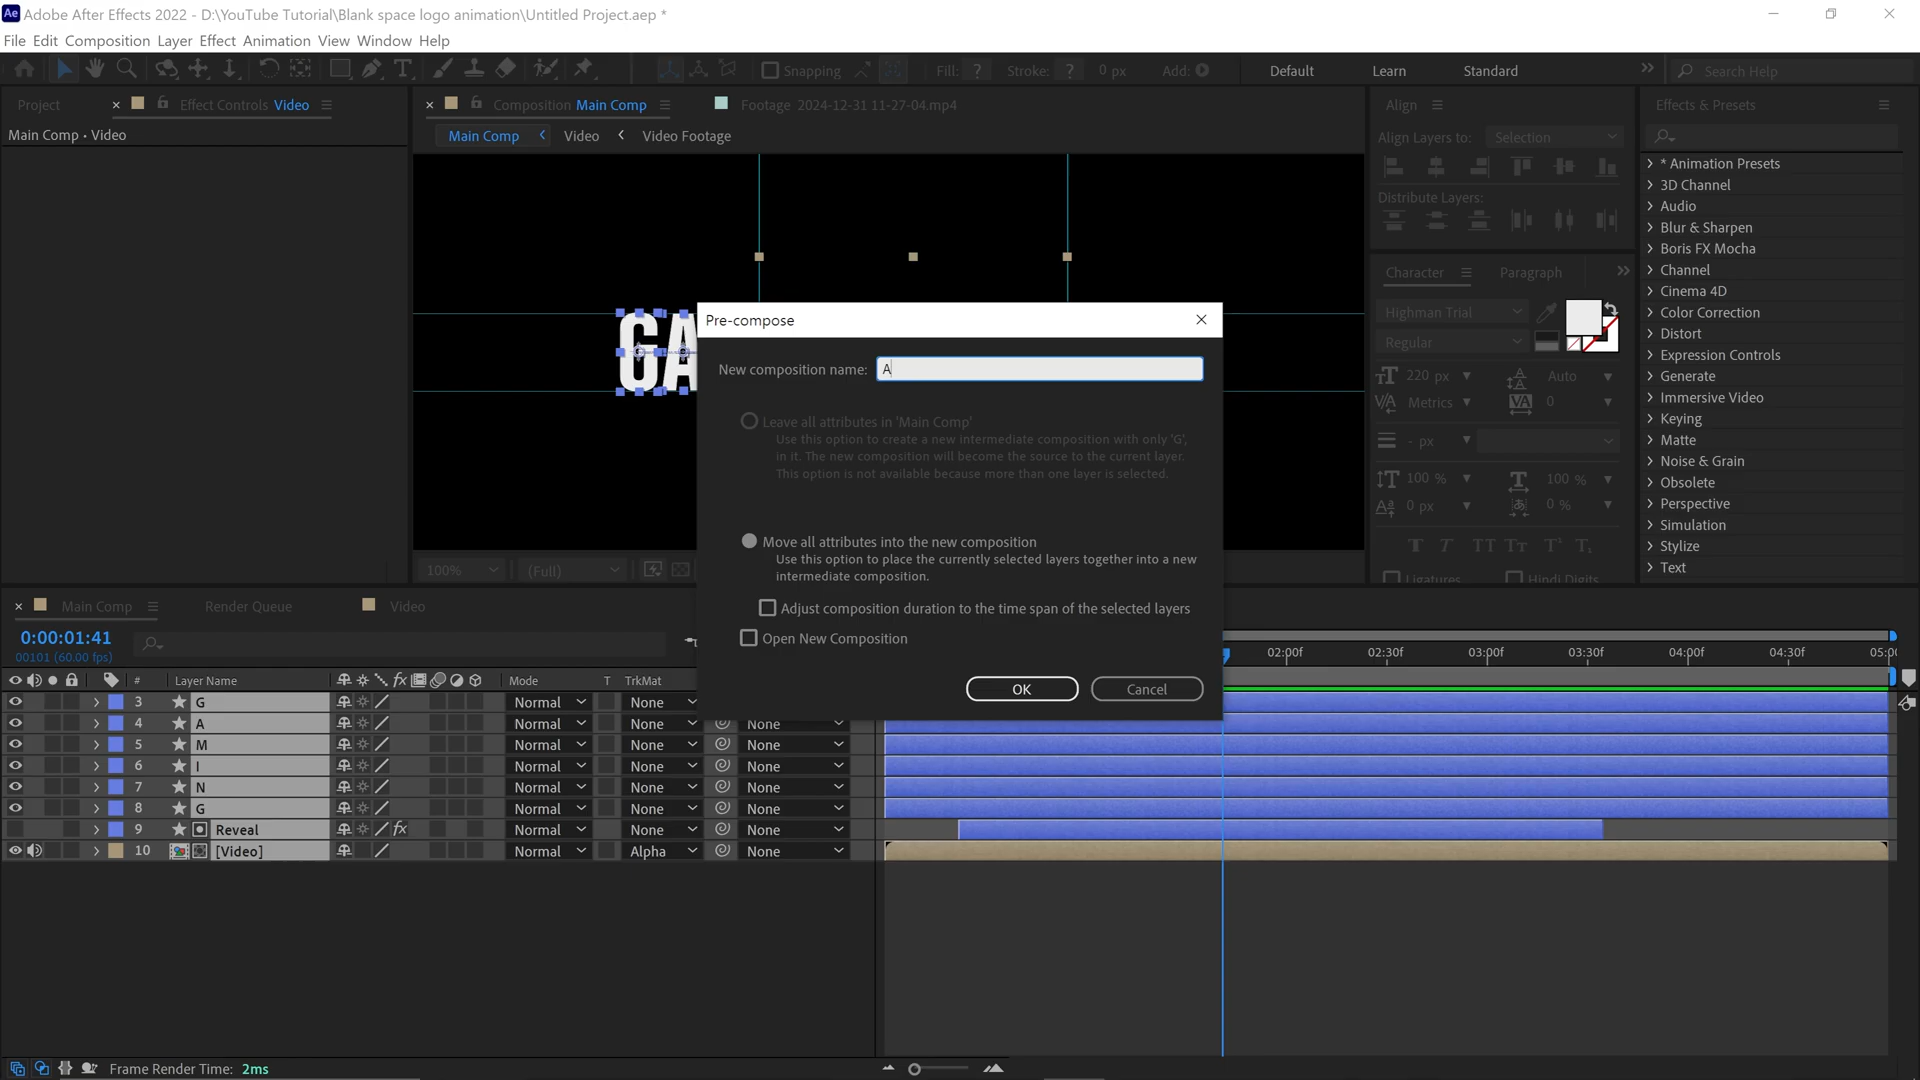 Adobe After Effects 2022 - D:\YouTube Tutorial\Blank space logo animation\Untitled Project.aep *
File Edit Composition Layer Effect Animation View Window Help
Snapping Fill: ? Stroke: ? 0 px Add: Default Learn Standard Search Help
Project Effect Controls Video Composition Main Comp Footage 2024-12-31 11-27-04.mp4 Align Effects & Presets
Main Comp • Video
Main Comp Video Video Footage
Align Layers to: Selection
Distribute Layers:
* Animation Presets
3D Channel
Audio
Blur & Sharpen
Boris FX Mocha
Channel
Cinema 4D
Color Correction
Distort
Expression Controls
Generate
Immersive Video
Keying
Matte
Noise & Grain
Obsolete
Perspective
Simulation
Stylize
Text
Character Paragraph
Highman Trial
Regular
220 px Auto
Metrics 0
- px
100 % 100 %
0 px 0 %
Ligatures Hindi Digits
GA
Pre-compose
New composition name: A
Leave all attributes in 'Main Comp'
Use this option to create a new intermediate composition with only 'G',
in it. The new composition will become the source to the current layer.
This option is not available because more than one layer is selected.
Move all attributes into the new composition
Use this option to place the currently selected layers together into a new
intermediate composition.
Adjust composition duration to the time span of the selected layers
Open New Composition
OK Cancel
100% (Full)
Main Comp Render Queue Video
0:00:01:41
00101 (60.00 fps)
02:00f 02:30f 03:00f 03:30f 04:00f 04:30f 05:0
# Layer Name Mode T TrkMat
3 G Normal None
4 A Normal None None
5 M Normal None None
6 I Normal None None
7 N Normal None None
8 G Normal None None
9 Reveal Normal None None
10 [Video] Normal Alpha None
Frame Render Time: 2ms